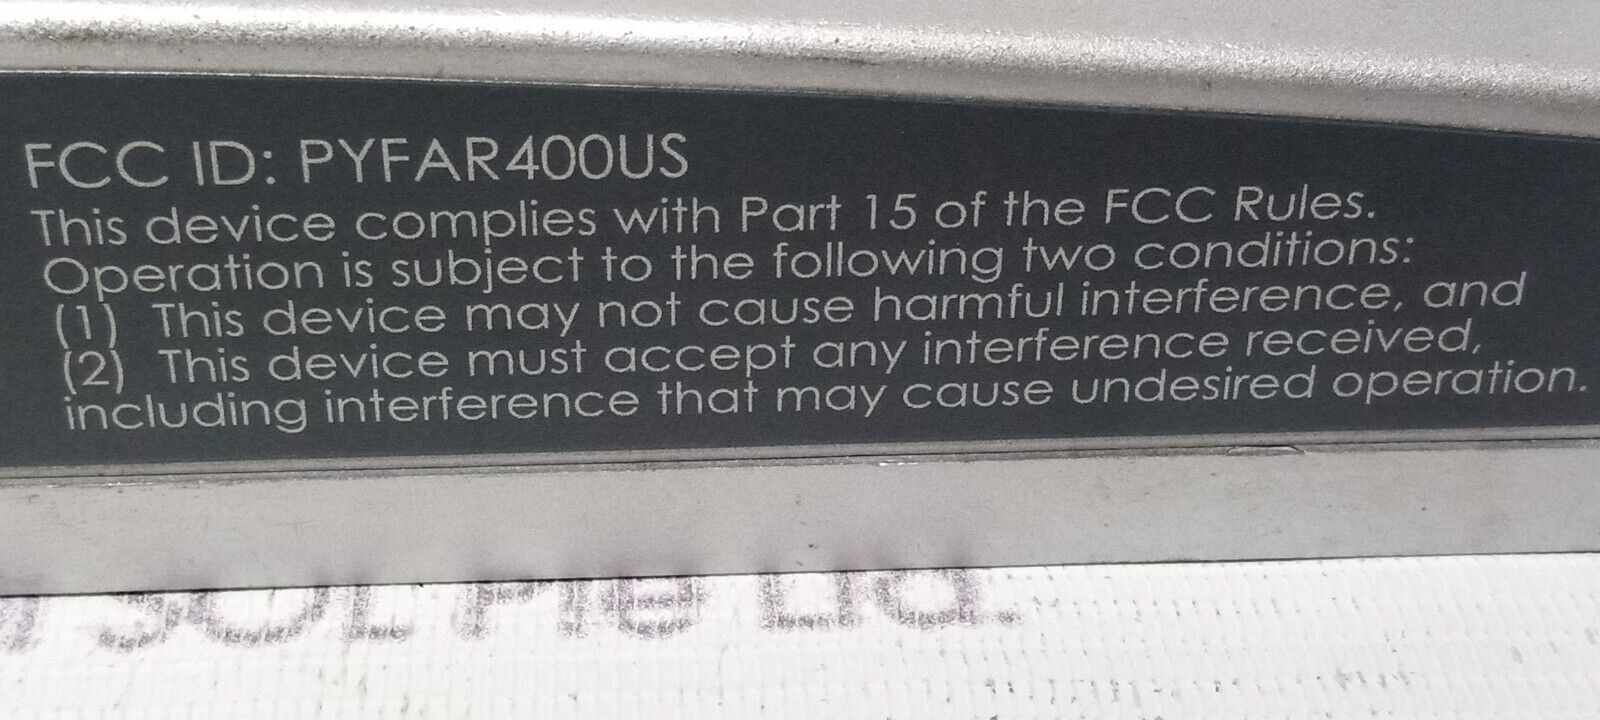 FCC ID: PYFAR400US
This device complies with Part 15 of the FCC Rules.
Operation is subject to the following two conditions:
(1) This device may not cause harmful interference, and
(2) This device must accept any interference received,
including interference that may cause undesired operation.